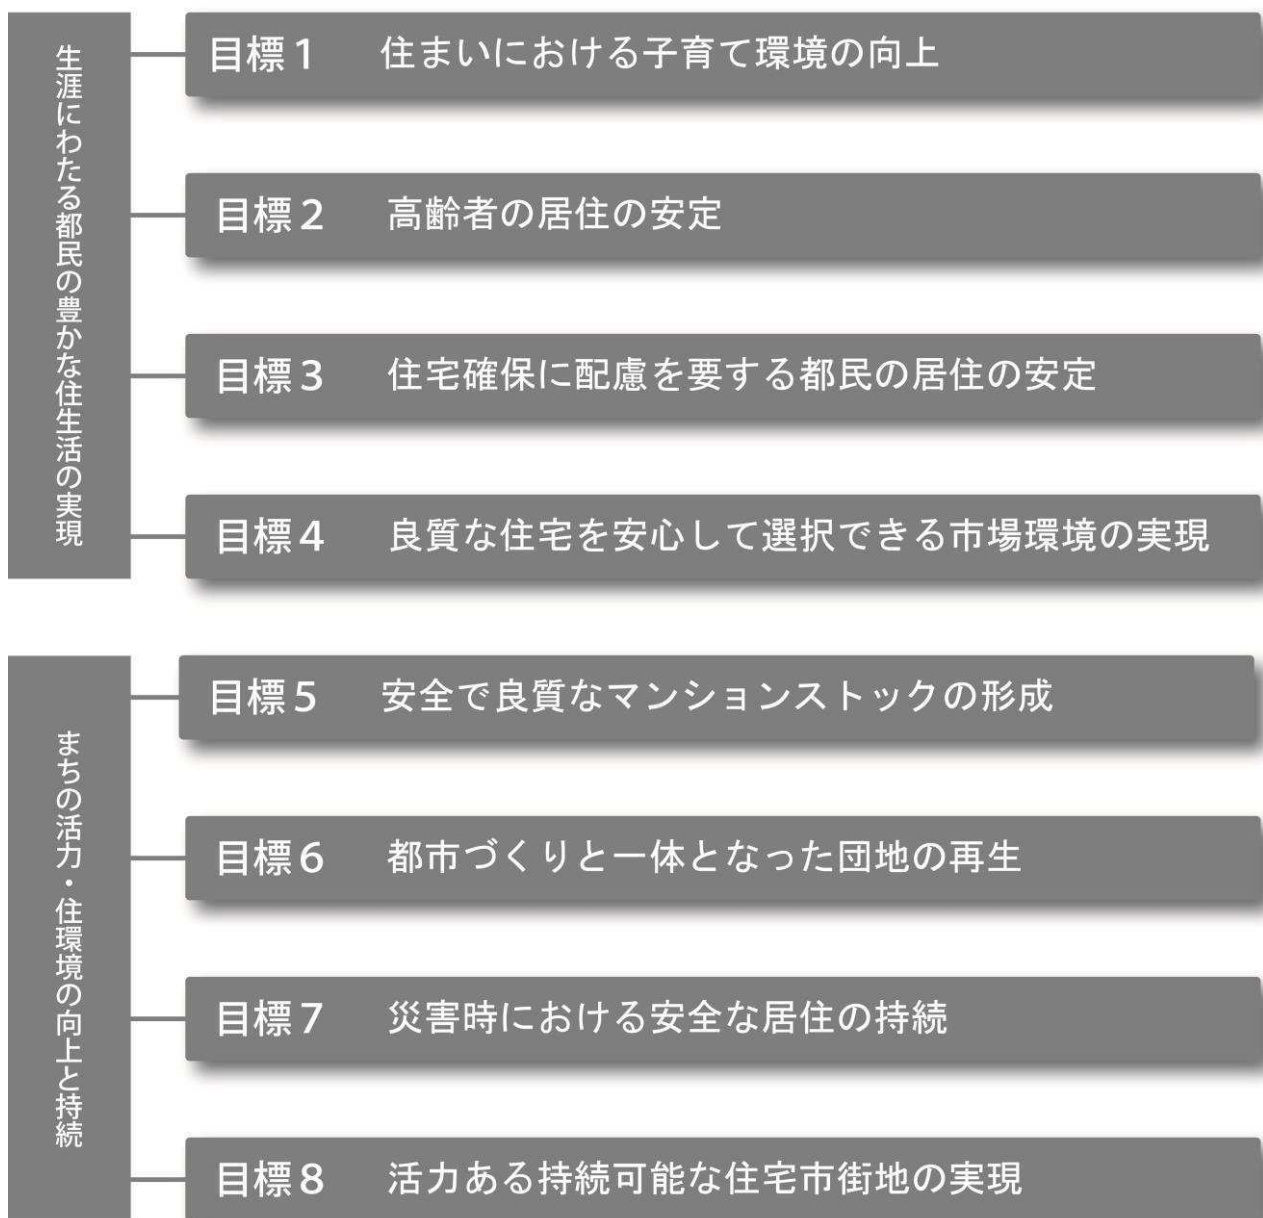 生涯にわたる都民の豊かな住生活の実現
目標1 住まいにおける子育て環境の向上
目標2 高齢者の居住の安定
目標3 住宅確保に配慮を要する都民の居住の安定
目標4 良質な住宅を安心して選択できる市場環境の実現
まちの活力・住環境の向上と持続
目標5 安全で良質なマンションストックの形成
目標6 都市づくりと一体となった団地の再生
目標7 災害時における安全な居住の持続
目標8 活力ある持続可能な住宅市街地の実現